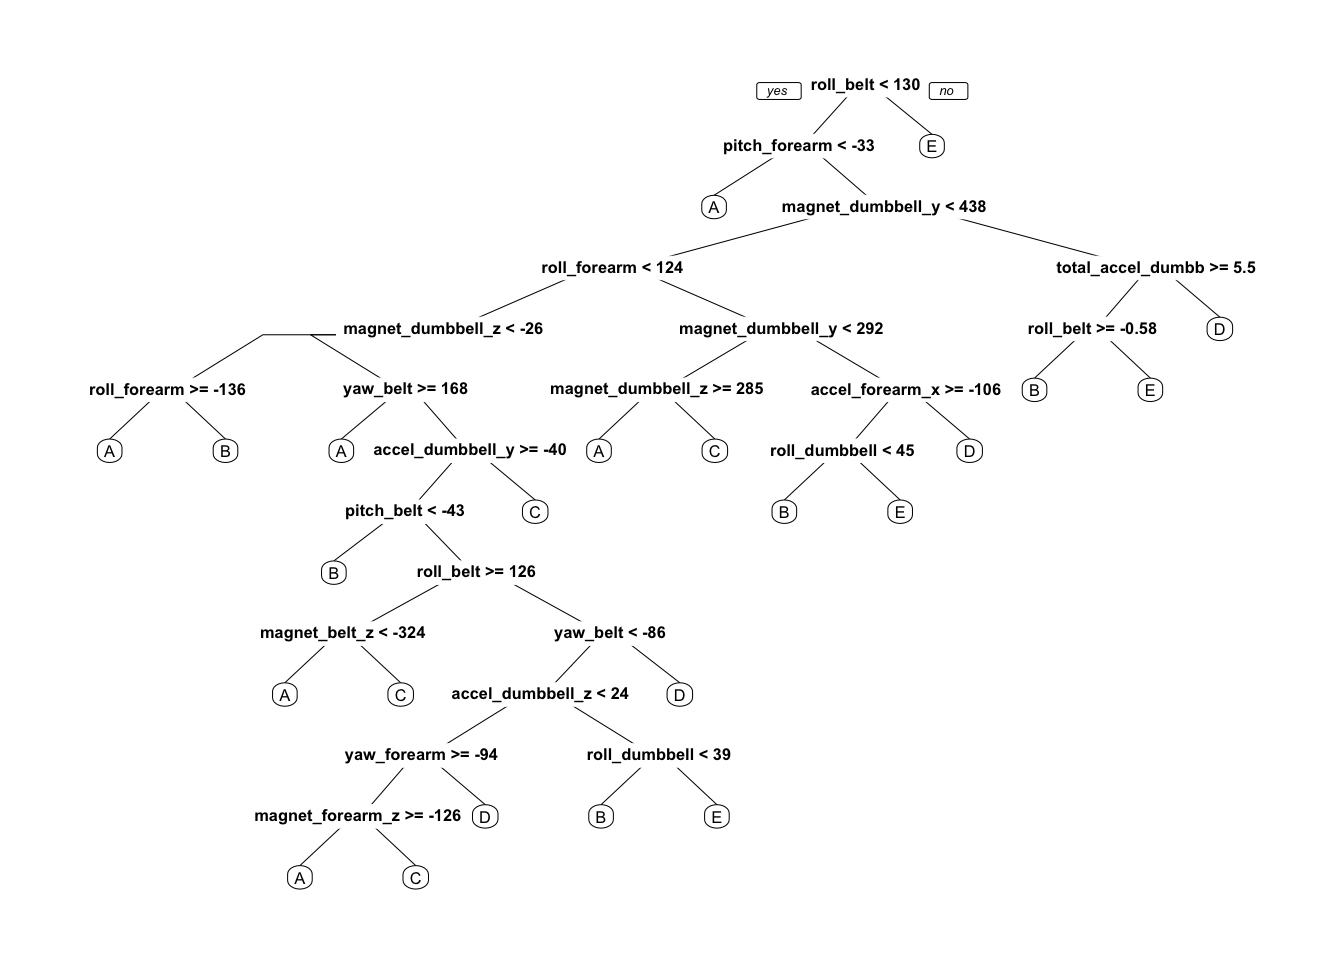 yes roll_belt < 130 no
pitch_forearm < -33 E
A magnet_dumbbell_y < 438
roll_forearm < 124 total_accel_dumbb >= 5.5
magnet_dumbbell_z < -26 magnet_dumbbell_y < 292 roll_belt >= -0.58 D
roll_forearm >= -136 yaw_belt >= 168 magnet_dumbbell_z >= 285 accel_forearm_x >= -106 B E
A B A accel_dumbbell_y >= -40 A C roll_dumbbell < 45 D
pitch_belt < -43 C B E
B roll_belt >= 126
magnet_belt_z < -324 yaw_belt < -86
A C accel_dumbbell_z < 24 D
yaw_forearm >= -94 roll_dumbbell < 39
magnet_forearm_z >= -126 D B E
A C